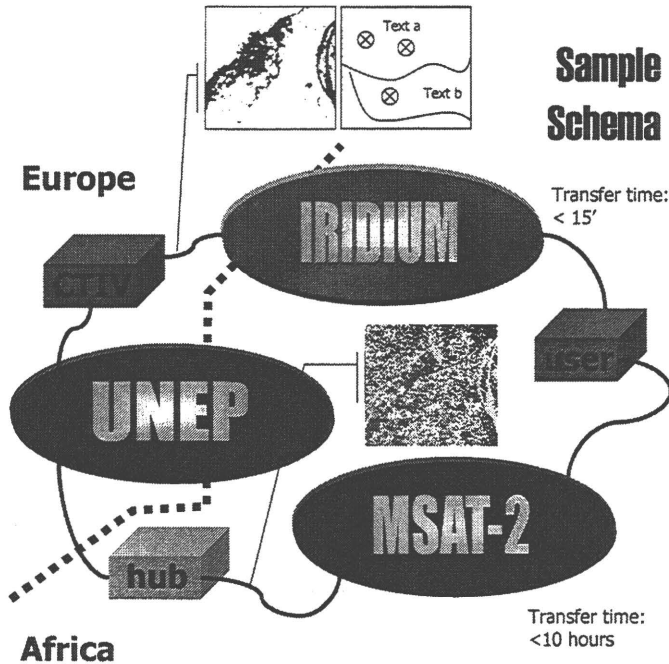 Text a
Text b
Sample
Schema
Europe
IRIDIUM
Transfer time:
< 15'
CTIV
user
UNEP
MSAT-2
hub
Transfer time:
<10 hours
Africa